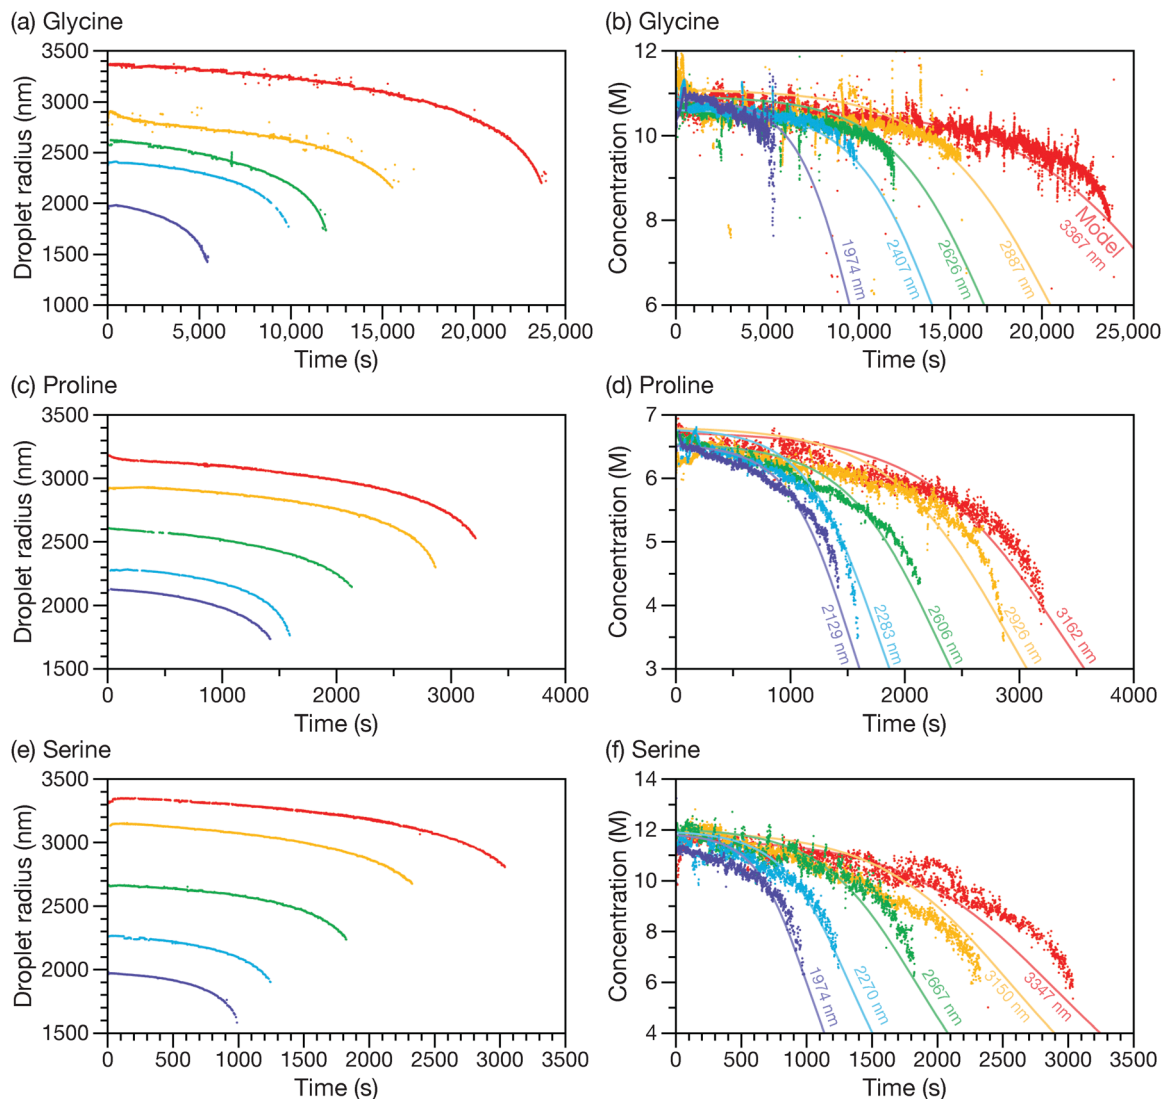 (a) Glycine
3500
3000
2500
2000
1500
1000
Droplet radius (nm)
0
5,000
10,000
15,000
20,000
25,000
Time (s)
(b) Glycine
12
10
8
6
Concentration (M)
1974 nm
2407 nm
2626 nm
2887 nm
Model
3367 nm
0
5,000
10,000
15,000
20,000
25,000
Time (s)
(c) Proline
3500
3000
2500
2000
1500
Droplet radius (nm)
0
1000
2000
3000
4000
Time (s)
(d) Proline
7
6
5
4
3
Concentration (M)
2129 nm
2283 nm
2606 nm
2926 nm
3162 nm
0
1000
2000
3000
4000
Time (s)
(e) Serine
3500
3000
2500
2000
1500
Droplet radius (nm)
0
500
1000
1500
2000
2500
3000
3500
Time (s)
(f) Serine
14
12
10
8
6
4
Concentration (M)
1974 nm
2270 nm
2667 nm
3150 nm
3347 nm
0
500
1000
1500
2000
2500
3000
3500
Time (s)